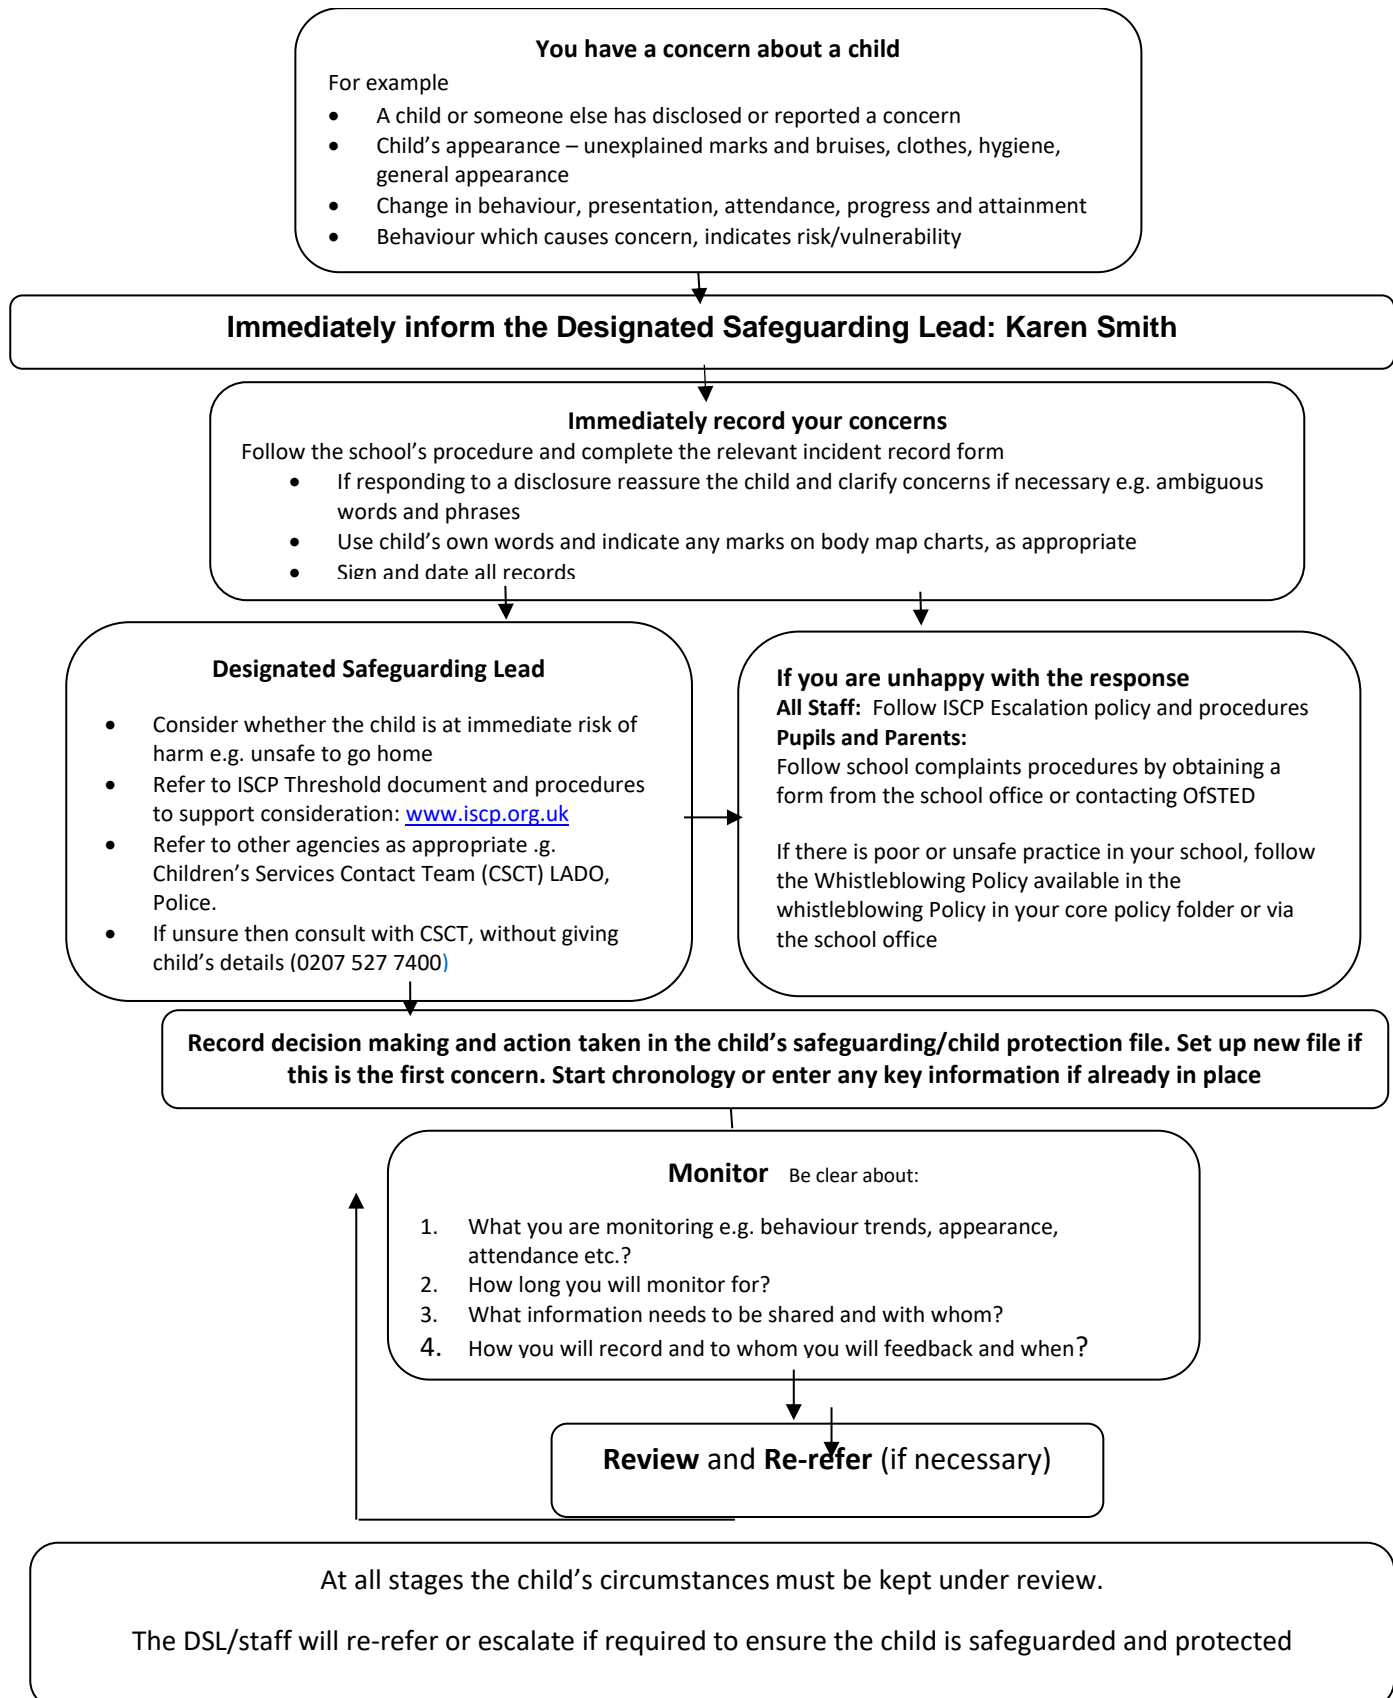 You have a concern about a child
For example
• A child or someone else has disclosed or reported a concern
• Child's appearance – unexplained marks and bruises, clothes, hygiene,
general appearance
• Change in behaviour, presentation, attendance, progress and attainment
• Behaviour which causes concern, indicates risk/vulnerability
Immediately inform the Designated Safeguarding Lead: Karen Smith
Immediately record your concerns
Follow the school's procedure and complete the relevant incident record form
• If responding to a disclosure reassure the child and clarify concerns if necessary e.g. ambiguous
words and phrases
• Use child's own words and indicate any marks on body map charts, as appropriate
• Sign and date all records
Designated Safeguarding Lead
• Consider whether the child is at immediate risk of
harm e.g. unsafe to go home
• Refer to ISCP Threshold document and procedures
to support consideration: www.iscp.org.uk
• Refer to other agencies as appropriate .g.
Children's Services Contact Team (CSCT) LADO,
Police.
• If unsure then consult with CSCT, without giving
child's details (0207 527 7400)
If you are unhappy with the response
All Staff: Follow ISCP Escalation policy and procedures
Pupils and Parents:
Follow school complaints procedures by obtaining a
form from the school office or contacting OfSTED
If there is poor or unsafe practice in your school, follow
the Whistleblowing Policy available in the
whistleblowing Policy in your core policy folder or via
the school office
Record decision making and action taken in the child's safeguarding/child protection file. Set up new file if
this is the first concern. Start chronology or enter any key information if already in place
Monitor Be clear about:
1. What you are monitoring e.g. behaviour trends, appearance,
attendance etc.?
2. How long you will monitor for?
3. What information needs to be shared and with whom?
4. How you will record and to whom you will feedback and when?
Review and Re-refer (if necessary)
At all stages the child's circumstances must be kept under review.
The DSL/staff will re-refer or escalate if required to ensure the child is safeguarded and protected